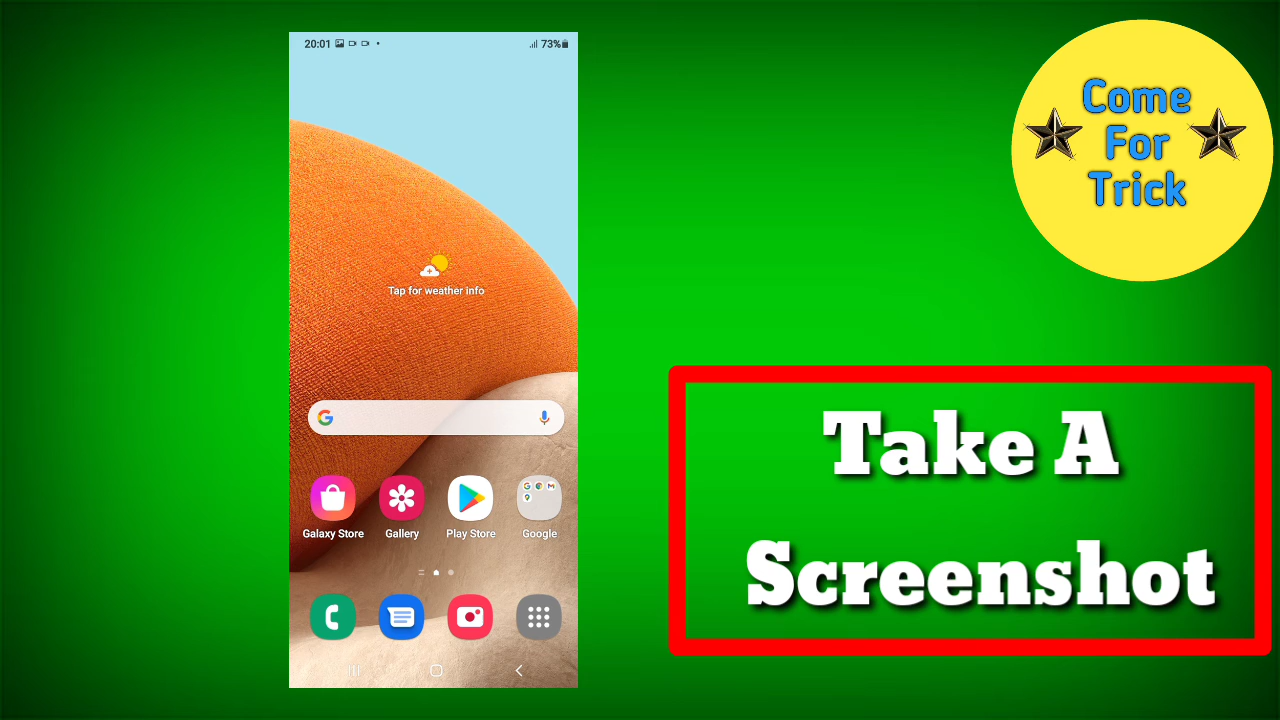 20:01
73%
Tap for weather info
Galaxy Store
Gallery
Play Store
Google
Come
For
Trick
Take A
Screenshot